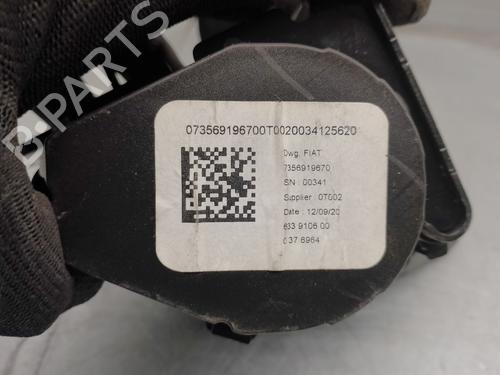 B-PARTS
073569196700T0020034125620
Dwg. FIAT
7356919670
SN : 00341
Supplier : 0T002
Date : 12/09/20
633 9106 00
037 6964